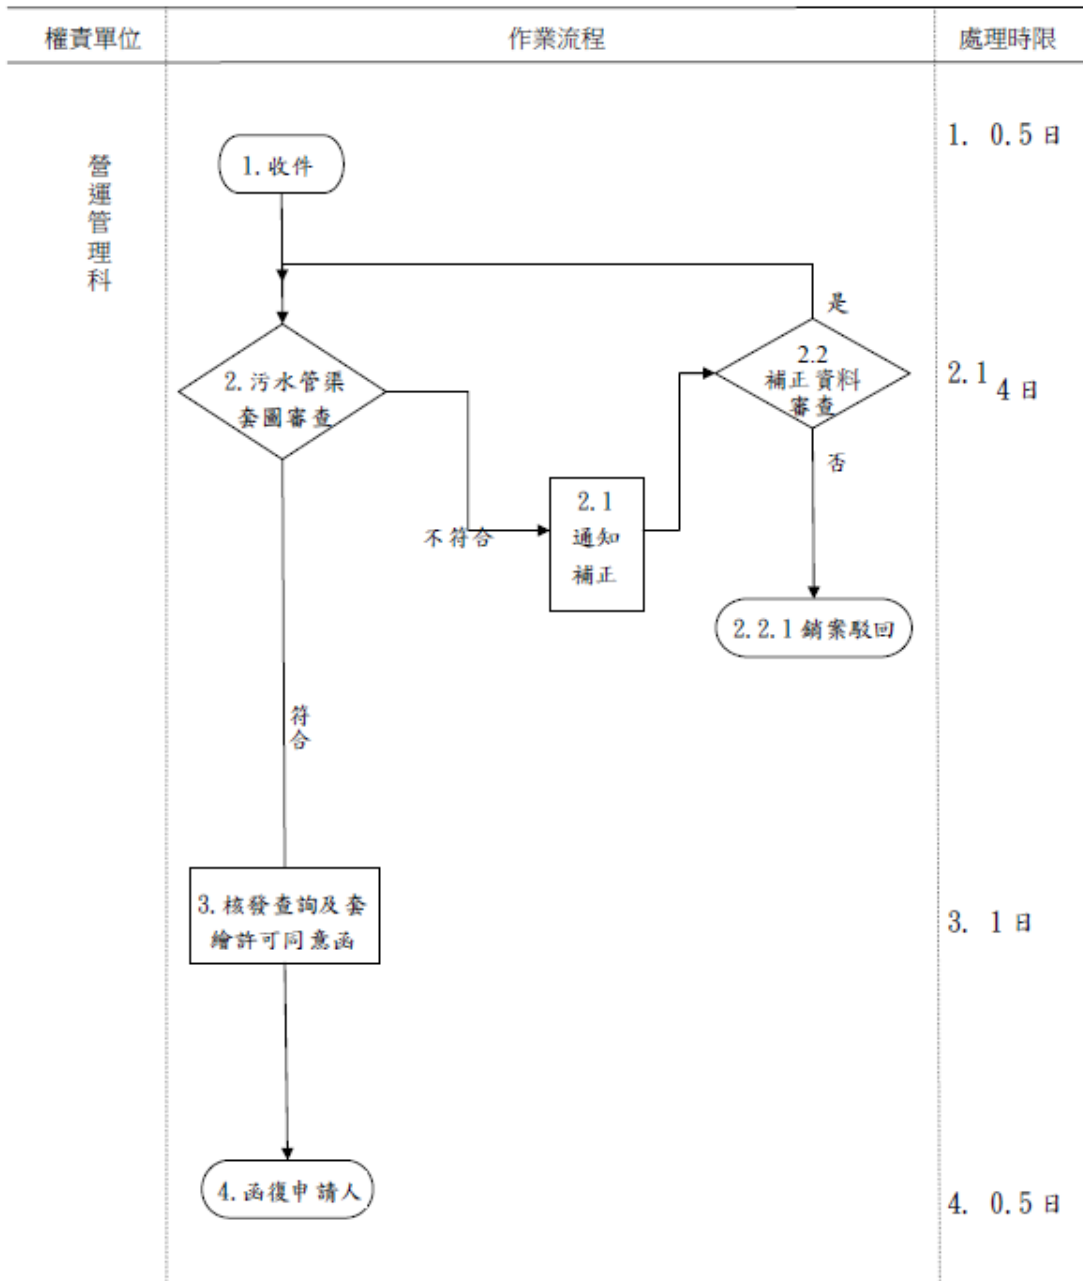 權責單位
作業流程
處理時限
營運管理科
1.收件
1. 0.5日
是
2.污水管渠
套圖審查
2.2
補正資料
審查
2.1 4日
否
不符合
2.1
通知
補正
2.2.1銷案駁回
符合
3.核發查詢及套
繪許可同意函
3. 1日
4.函復申請人
4. 0.5日